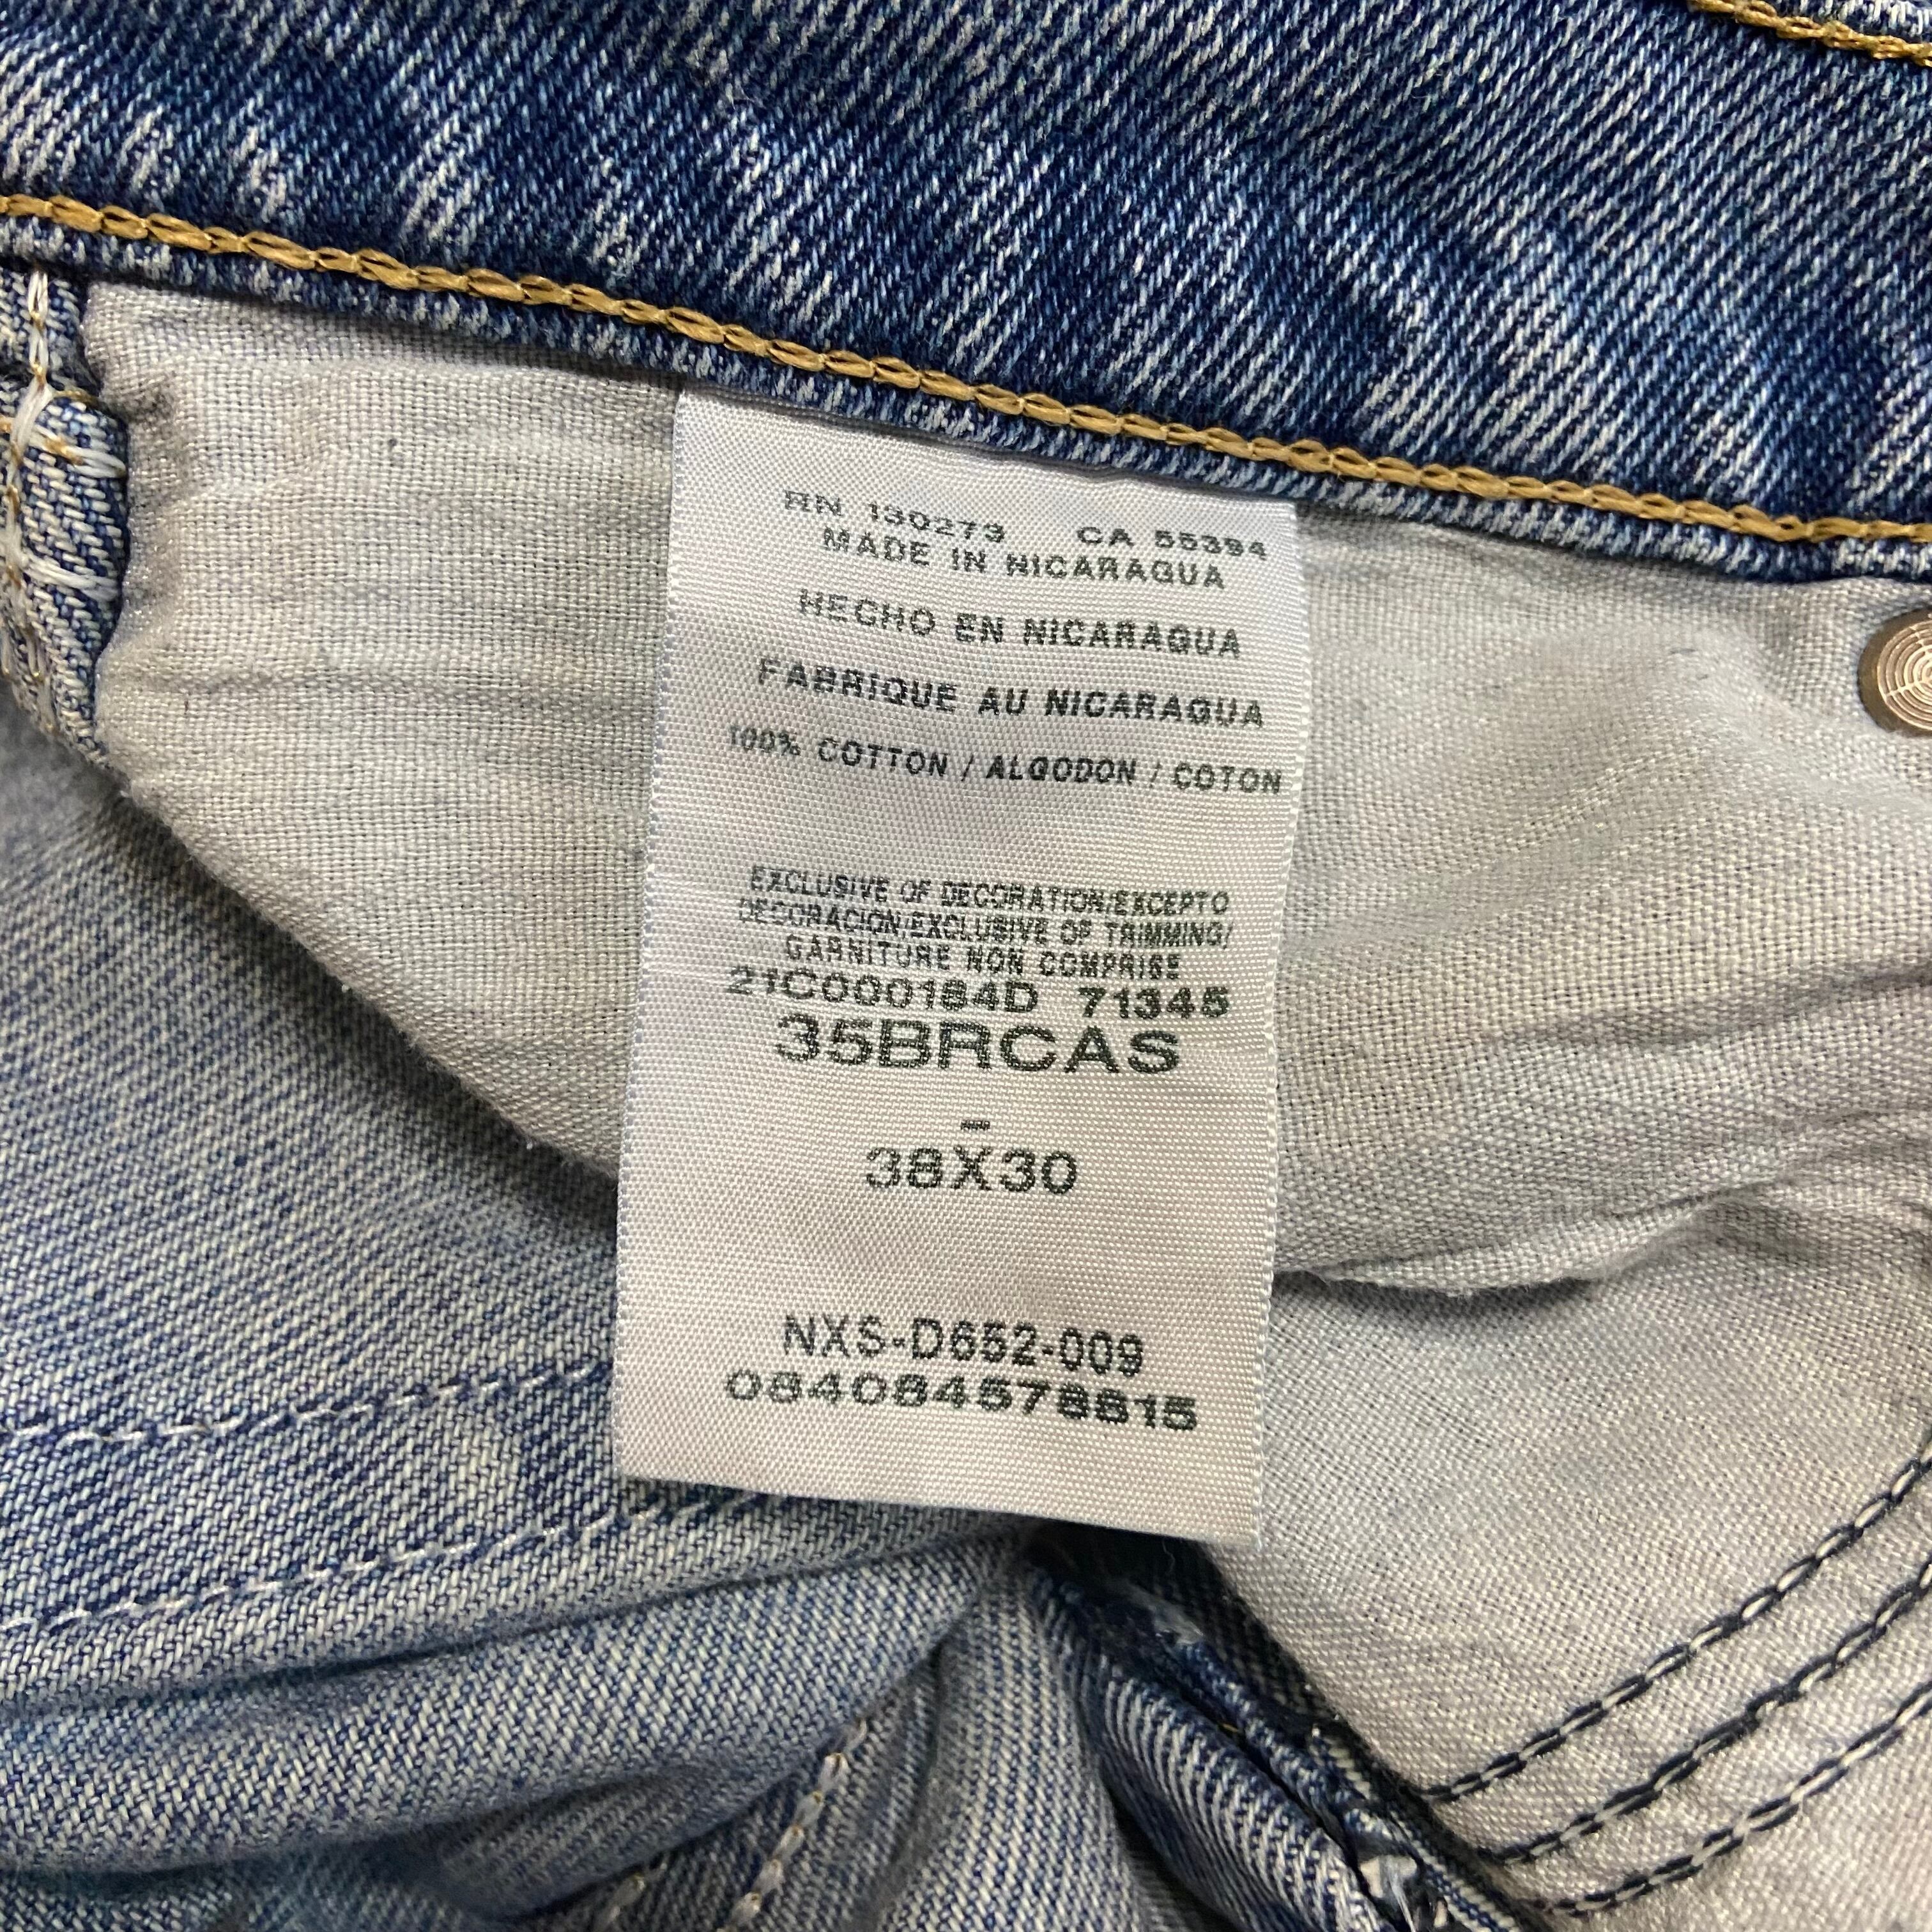 RN 130273 CA 55394
MADE IN NICARAGUA
HECHO EN NICARAGUA
FABRIQUE AU NICARAGUA
100% COTTON / ALGODON / COTON
EXCLUSIVE OF DECORATION/EXCEPTO
DECORACION/EXCLUSIVE OF TRIMMING/
GARNITURE NON COMPRISE
21C000184D 71345
35BRCAS
-
38X30
NXS-D652-009
084084578815